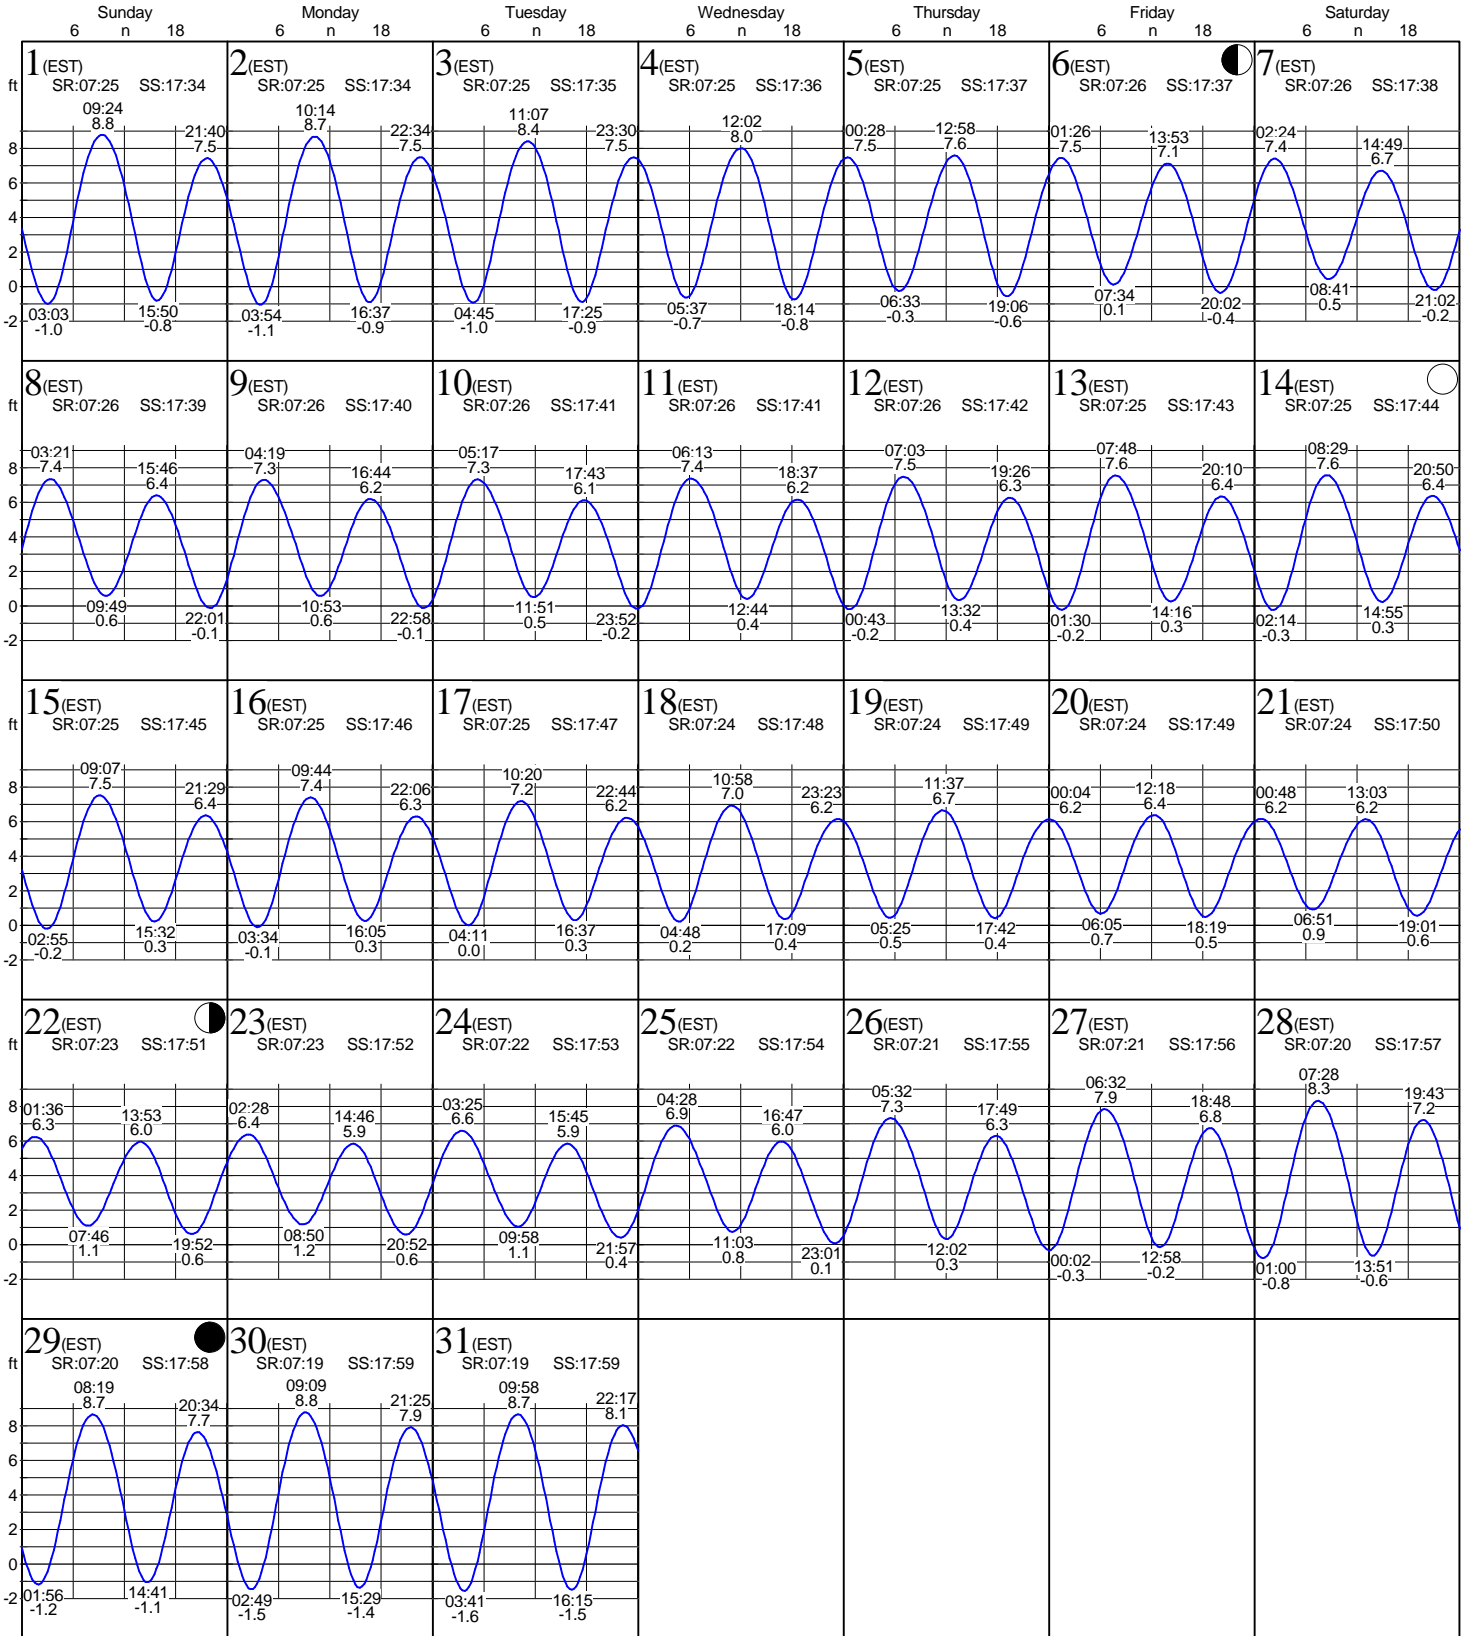 Sunday Monday Tuesday Wednesday Thursday Friday Saturday
6 n 18 6 n 18 6 n 18 6 n 18 6 n 18 6 n 18 6 n 18
1(EST) 2(EST) 3(EST) 4(EST) 5(EST) 6(EST) 7(EST)
ft SR:07:25 SS:17:34 SR:07:25 SS:17:34 SR:07:25 SS:17:35 SR:07:25 SS:17:36 SR:07:25 SS:17:37 SR:07:26 SS:17:37 SR:07:26 SS:17:38
09:24 21:40 10:14 22:34 11:07 23:30 12:02 00:28 12:58 01:26 13:53 02:24 14:49
8.8 7.5 8.7 7.5 8.4 7.5 8.0 7.5 7.6 7.5 7.1 7.4 6.7
8
6
4
2
0
-2
03:03 15:50 03:54 16:37 04:45 17:25 05:37 18:14 06:33 19:06 07:34 20:02 08:41 21:02
-1.0 -0.8 -1.1 -0.9 -1.0 -0.9 -0.7 -0.8 -0.3 -0.6 0.1 -0.4 0.5 -0.2
8(EST) 9(EST) 10(EST) 11(EST) 12(EST) 13(EST) 14(EST)
ft SR:07:26 SS:17:39 SR:07:26 SS:17:40 SR:07:26 SS:17:41 SR:07:26 SS:17:41 SR:07:26 SS:17:42 SR:07:25 SS:17:43 SR:07:25 SS:17:44
03:21 15:46 04:19 16:44 05:17 17:43 06:13 18:37 07:03 19:26 07:48 20:10 08:29 20:50
7.4 6.4 7.3 6.2 7.3 6.1 7.4 6.2 7.5 6.3 7.6 6.4 7.6 6.4
8
6
4
2
0
-2
09:49 22:01 10:53 22:58 11:51 23:52 12:44 00:43 13:32 01:30 14:16 02:14 14:55
0.6 -0.1 0.6 -0.1 0.5 -0.2 0.4 -0.2 0.4 -0.2 0.3 -0.3 0.3
15(EST) 16(EST) 17(EST) 18(EST) 19(EST) 20(EST) 21(EST)
ft SR:07:25 SS:17:45 SR:07:25 SS:17:46 SR:07:25 SS:17:47 SR:07:24 SS:17:48 SR:07:24 SS:17:49 SR:07:24 SS:17:49 SR:07:24 SS:17:50
09:07 21:29 09:44 22:06 10:20 22:44 10:58 23:23 11:37 00:04 12:18 00:48 13:03
7.5 6.4 7.4 6.3 7.2 6.2 7.0 6.2 6.7 6.2 6.4 6.2 6.2
8
6
4
2
0
-2
02:55 15:32 03:34 16:05 04:11 16:37 04:48 17:09 05:25 17:42 06:05 18:19 06:51 19:01
-0.2 0.3 -0.1 0.3 0.0 0.3 0.2 0.4 0.5 0.4 0.7 0.5 0.9 0.6
22(EST) 23(EST) 24(EST) 25(EST) 26(EST) 27(EST) 28(EST)
ft SR:07:23 SS:17:51 SR:07:23 SS:17:52 SR:07:22 SS:17:53 SR:07:22 SS:17:54 SR:07:21 SS:17:55 SR:07:21 SS:17:56 SR:07:20 SS:17:57
01:36 13:53 02:28 14:46 03:25 15:45 04:28 16:47 05:32 17:49 06:32 18:48 07:28 19:43
6.3 6.0 6.4 5.9 6.6 5.9 6.9 6.0 7.3 6.3 7.9 6.8 8.3 7.2
8
6
4
2
0
-2
07:46 19:52 08:50 20:52 09:58 21:57 11:03 23:01 12:02 00:02 12:58 01:00 13:51
1.1 0.6 1.2 0.6 1.1 0.4 0.8 0.1 0.3 -0.3 -0.2 -0.8 -0.6
29(EST) 30(EST) 31(EST)
ft SR:07:20 SS:17:58 SR:07:19 SS:17:59 SR:07:19 SS:17:59
08:19 20:34 09:09 21:25 09:58 22:17
8.7 7.7 8.8 7.9 8.7 8.1
8
6
4
2
0
-2
01:56 14:41 02:49 15:29 03:41 16:15
-1.2 -1.1 -1.5 -1.4 -1.6 -1.5